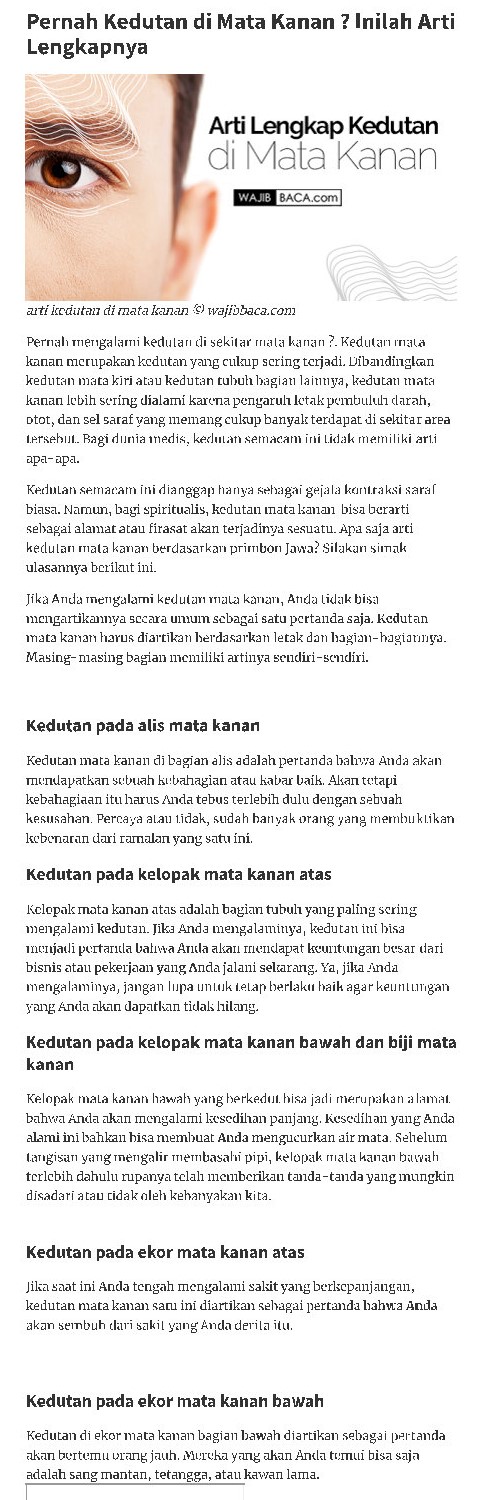 Pernah Kedutan di Mata Kanan ? Inilah Arti
Lengkapnya
Arti Lengkap Kedutan
di Mata Kanan
WAJIB BACA.com
arti kedutan di mata kanan © wajibbaca.com
Pernah mengalami kedutan di sekitar mata kanan ?. Kedutan mata
kanan merupakan kedutan yang cukup sering terjadi. Dibandingkan
kedutan mata kiri atau kedutan tubuh bagian lainnya, kedutan mata
kanan lebih sering dialami karena pengaruh letak pembuluh darah,
otot, dan sel saraf yang memang cukup banyak terdapat di sekitar area
tersebut. Bagi dunia medis, kedutan semacam ini tidak memiliki arti
apa-apa.
Kedutan semacam ini dianggap hanya sebagai gejala kontraksi saraf
biasa. Namun, bagi spiritualis, kedutan mata kanan bisa berarti
sebagai alamat atau firasat akan terjadinya sesuatu. Apa saja arti
kedutan mata kanan berdasarkan primbon Jawa? Silakan simak
ulasannya berikut ini.
Jika Anda mengalami kedutan mata kanan, Anda tidak bisa
mengartikannya secara umum sebagai satu pertanda saja. Kedutan
mata kanan harus diartikan berdasarkan letak dan bagian-bagiannya.
Masing-masing bagian memiliki artinya sendiri-sendiri.
Kedutan pada alis mata kanan
Kedutan mata kanan di bagian alis adalah pertanda bahwa Anda akan
mendapatkan sebuah kebahagian atau kabar baik. Akan tetapi
kebahagiaan itu harus Anda tebus terlebih dulu dengan sebuah
kesusahan. Percaya atau tidak, sudah banyak orang yang membuktikan
kebenaran dari ramalan yang satu ini.
Kedutan pada kelopak mata kanan atas
Kelopak mata kanan atas adalah bagian tubuh yang paling sering
mengalami kedutan. Jika Anda mengalaminya, kedutan ini bisa
menjadi pertanda bahwa Anda akan mendapat keuntungan besar dari
bisnis atau pekerjaan yang Anda jalani sekarang. Ya, jika Anda
mengalaminya, jangan lupa untuk tetap berlaku baik agar keuntungan
yang Anda akan dapatkan tidak hilang.
Kedutan pada kelopak mata kanan bawah dan biji mata
kanan
Kelopak mata kanan bawah yang berkedut bisa jadi merupakan alamat
bahwa Anda akan mengalami kesedihan panjang. Kesedihan yang Anda
alami ini bahkan bisa membuat Anda mengucurkan air mata. Sebelum
tangisan yang mengalir membasahi pipi, kelopak mata kanan bawah
terlebih dahulu rupanya telah memberikan tanda-tanda yang mungkin
disadari atau tidak oleh kebanyakan kita.
Kedutan pada ekor mata kanan atas
Jika saat ini Anda tengah mengalami sakit yang berkepanjangan,
kedutan mata kanan satu ini diartikan sebagai pertanda bahwa Anda
akan sembuh dari sakit yang Anda derita itu.
Kedutan pada ekor mata kanan bawah
Kedutan di ekor mata kanan bagian bawah diartikan sebagai pertanda
akan bertemu orang jauh. Mereka yang akan Anda temui bisa saja
adalah sang mantan, tetangga, atau kawan lama.